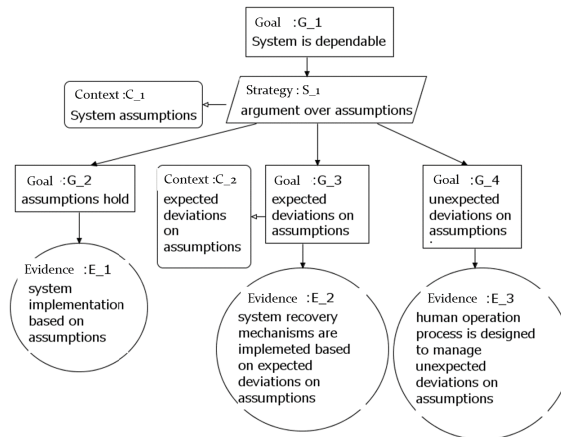 Goal :G_1
System is dependable
Context :C_1
System assumptions
Strategy : S_1
argument over assumptions
Goal :G_2
assumptions hold
Context :C_2
expected
deviations
on
assumptions
Goal :G_3
expected
deviations on
assumptions
Goal :G_4
unexpected
deviations on
assumptions
.
Evidence :E_1
system
implementation
based on
assumptions
Evidence :E_2
system recovery
mechanisms are
implemeted based
on expected
deviations on
assumptions
Evidence :E_3
human operation
process is designed
to manage
unexpected
deviations on
assumptions